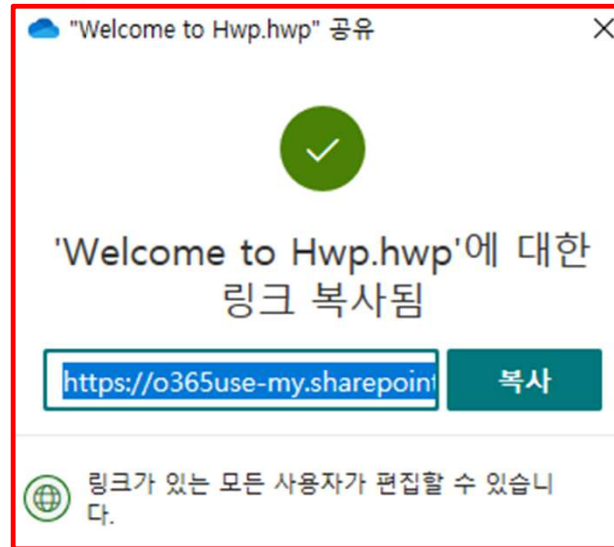 "Welcome to Hwp.hwp" 공유
'Welcome to Hwp.hwp'에 대한
링크 복사됨
https://o365use-my.sharepoint
복사
링크가 있는 모든 사용자가 편집할 수 있습니
다.